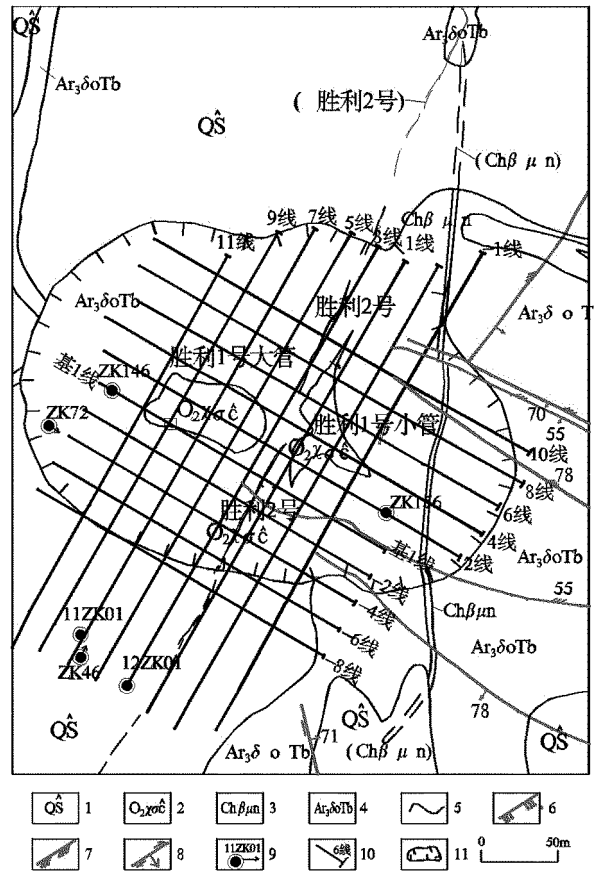 QŜ
Ar₃δoTb
Ar₃δoTb
( 胜利2号)
QŜ
( Ch β μ n)
9线 7线 5线 3线 Ch β μ n
11线 1线 -1线
Ar₃δoTb
胜利2号
Ar₃δ o T
胜利1号大管
基1线 ZK146
O₂χσĉ
胜利1号小管
ZK72
O₂χσĉ
70
55
10线
78
8线
ZK156
胜利2号
6线
O₂χσĉ
4线
基1线
2线
Ar₃δoTb
-2线
55
-4线
Chβμn
11ZK01
-6线
Ar₃δoTb
ZK46
12ZK01
-8线
78
QŜ
QŜ
71
QŜ
Ar₃δ o Tb
( Ch β μ n)
QŜ 1
O₂χσĉ 2
Chβμn 3
Ar₃δoTb 4
5
6
7
8
11ZK01 9
6线 10
11
0 50m